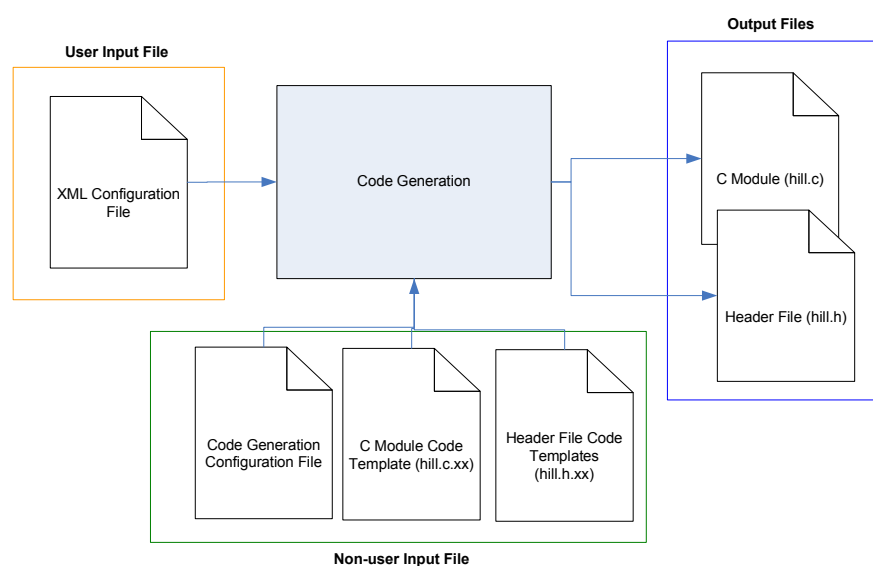 Output Files
User Input File
XML Configuration
File
Code Generation
C Module (hill.c)
Header File (hill.h)
Code Generation
Configuration File
C Module Code
Template (hill.c.xx)
Header File Code
Templates
(hill.h.xx)
Non-user Input File